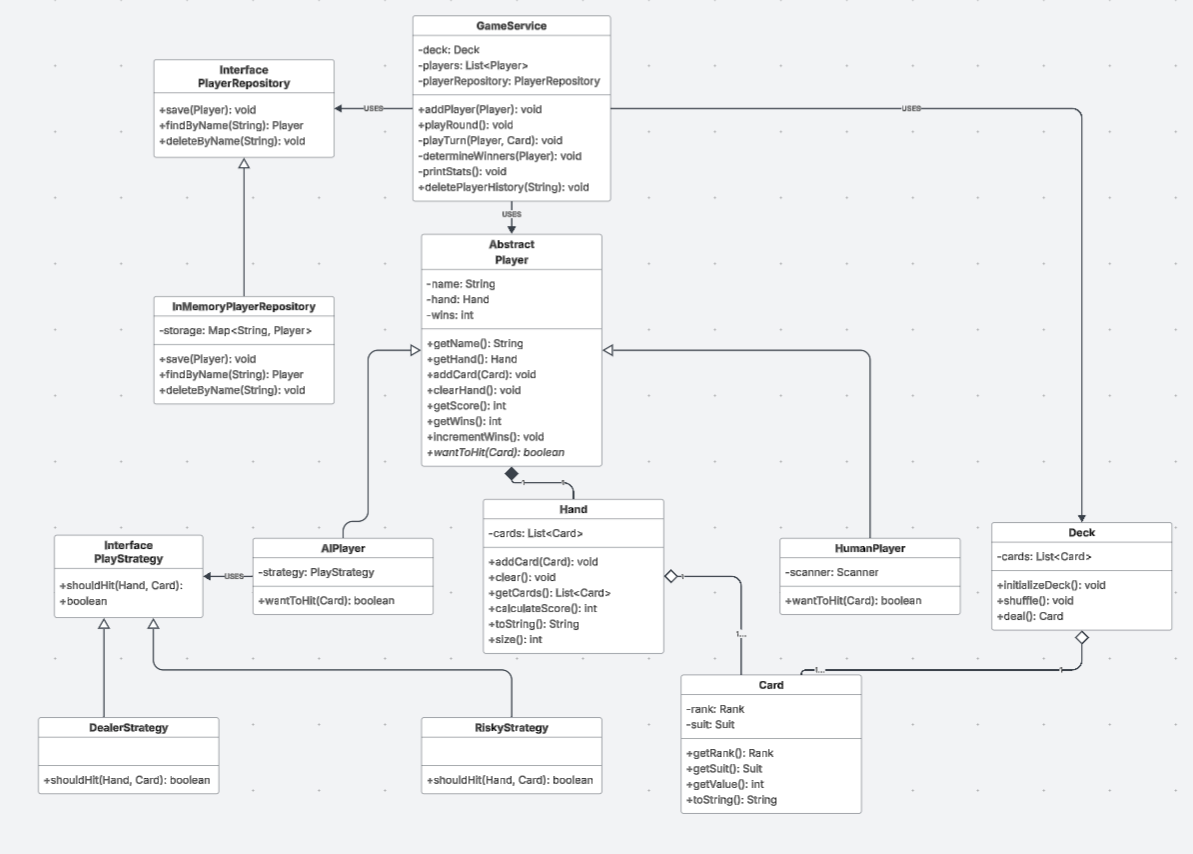 GameService
-deck: Deck
-players: List<Player>
-playerRepository: PlayerRepository
+addPlayer(Player): void
+playRound(): void
-playTurn(Player, Card): void
-determineWinners(Player): void
-printStats(): void
+deletePlayerHistory(String): void
Interface
PlayerRepository
+save(Player): void
+findByName(String): Player
+deleteByName(String): void
USES
USES
USES
Abstract
Player
-name: String
-hand: Hand
-wins: int
+getName(): String
+getHand(): Hand
+addCard(Card): void
+clearHand(): void
+getScore(): int
+getWins(): int
+incrementWins(): void
+wantToHit(Card): boolean
InMemoryPlayerRepository
-storage: Map<String, Player>
+save(Player): void
+findByName(String): Player
+deleteByName(String): void
1
Hand
-cards: List<Card>
+addCard(Card): void
+clear(): void
+getCards(): List<Card>
+calculateScore(): int
+toString(): String
+size(): int
Interface
PlayStrategy
+shouldHit(Hand, Card):
+boolean
USES
AIPlayer
-strategy: PlayStrategy
+wantToHit(Card): boolean
HumanPlayer
-scanner: Scanner
+wantToHit(Card): boolean
Deck
-cards: List<Card>
+initializeDeck(): void
+shuffle(): void
+deal(): Card
1
1...
1...
1
DealerStrategy
+shouldHit(Hand, Card): boolean
RiskyStrategy
+shouldHit(Hand, Card): boolean
Card
-rank: Rank
-suit: Suit
+getRank(): Rank
+getSuit(): Suit
+getValue(): int
+toString(): String